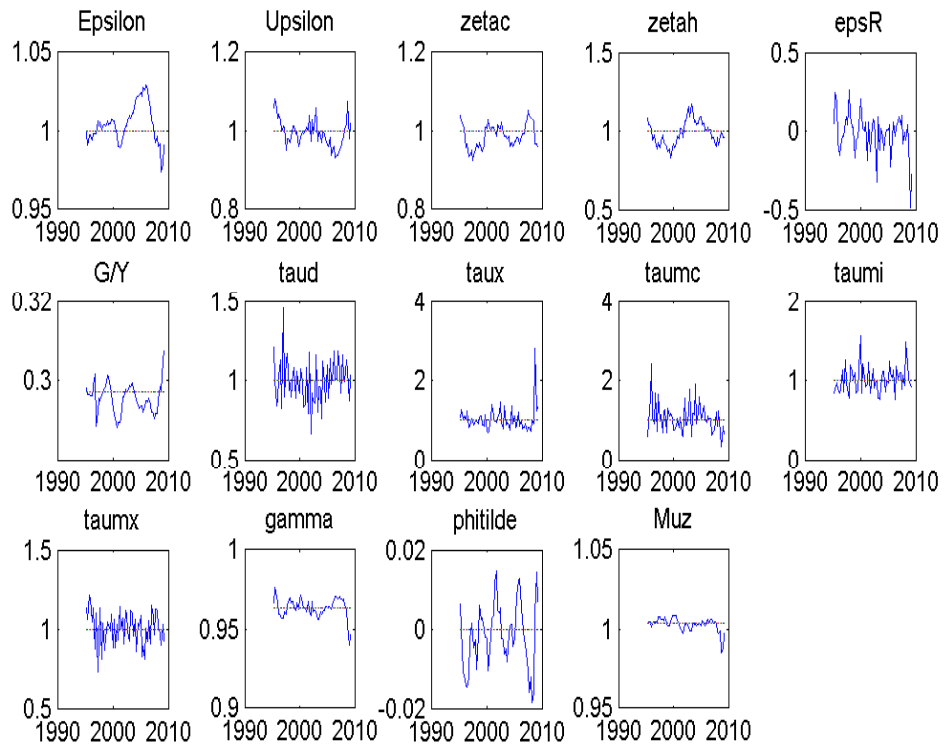 Epsilon Upsilon zetac zetah epsR
1.05 1.2 1.2 1.5 0.5
1 1 1 1 0
0.95 0.8 0.8 0.5 -0.5
1990 2000 2010 1990 2000 2010 1990 2000 2010 1990 2000 2010 1990 2000 2010
G/Y taud taux taumc taumi
0.32 1.5 4 4 2
0.3 1 2 2 1
0.5 0 0 0
1990 2000 2010 1990 2000 2010 1990 2000 2010 1990 2000 2010 1990 2000 2010
taumx gamma phitilde Muz
1.5 1 0.02 1.05
1 0.95 0 1
0.5 0.9 -0.02 0.95
1990 2000 2010 1990 2000 2010 1990 2000 2010 1990 2000 2010